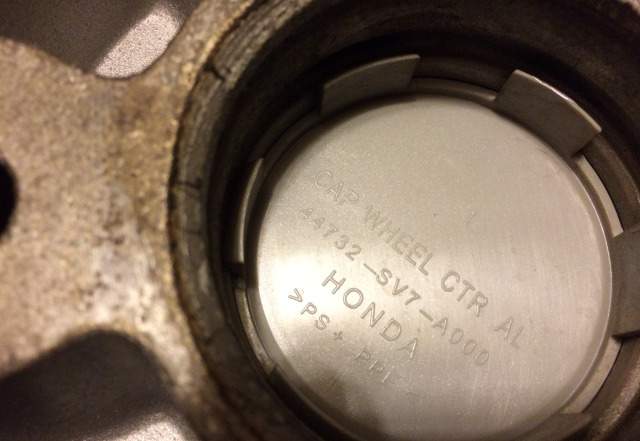 CAP WHEEL CTR AL
44732-SV7-A000
HONDA
>PS+ PPE<